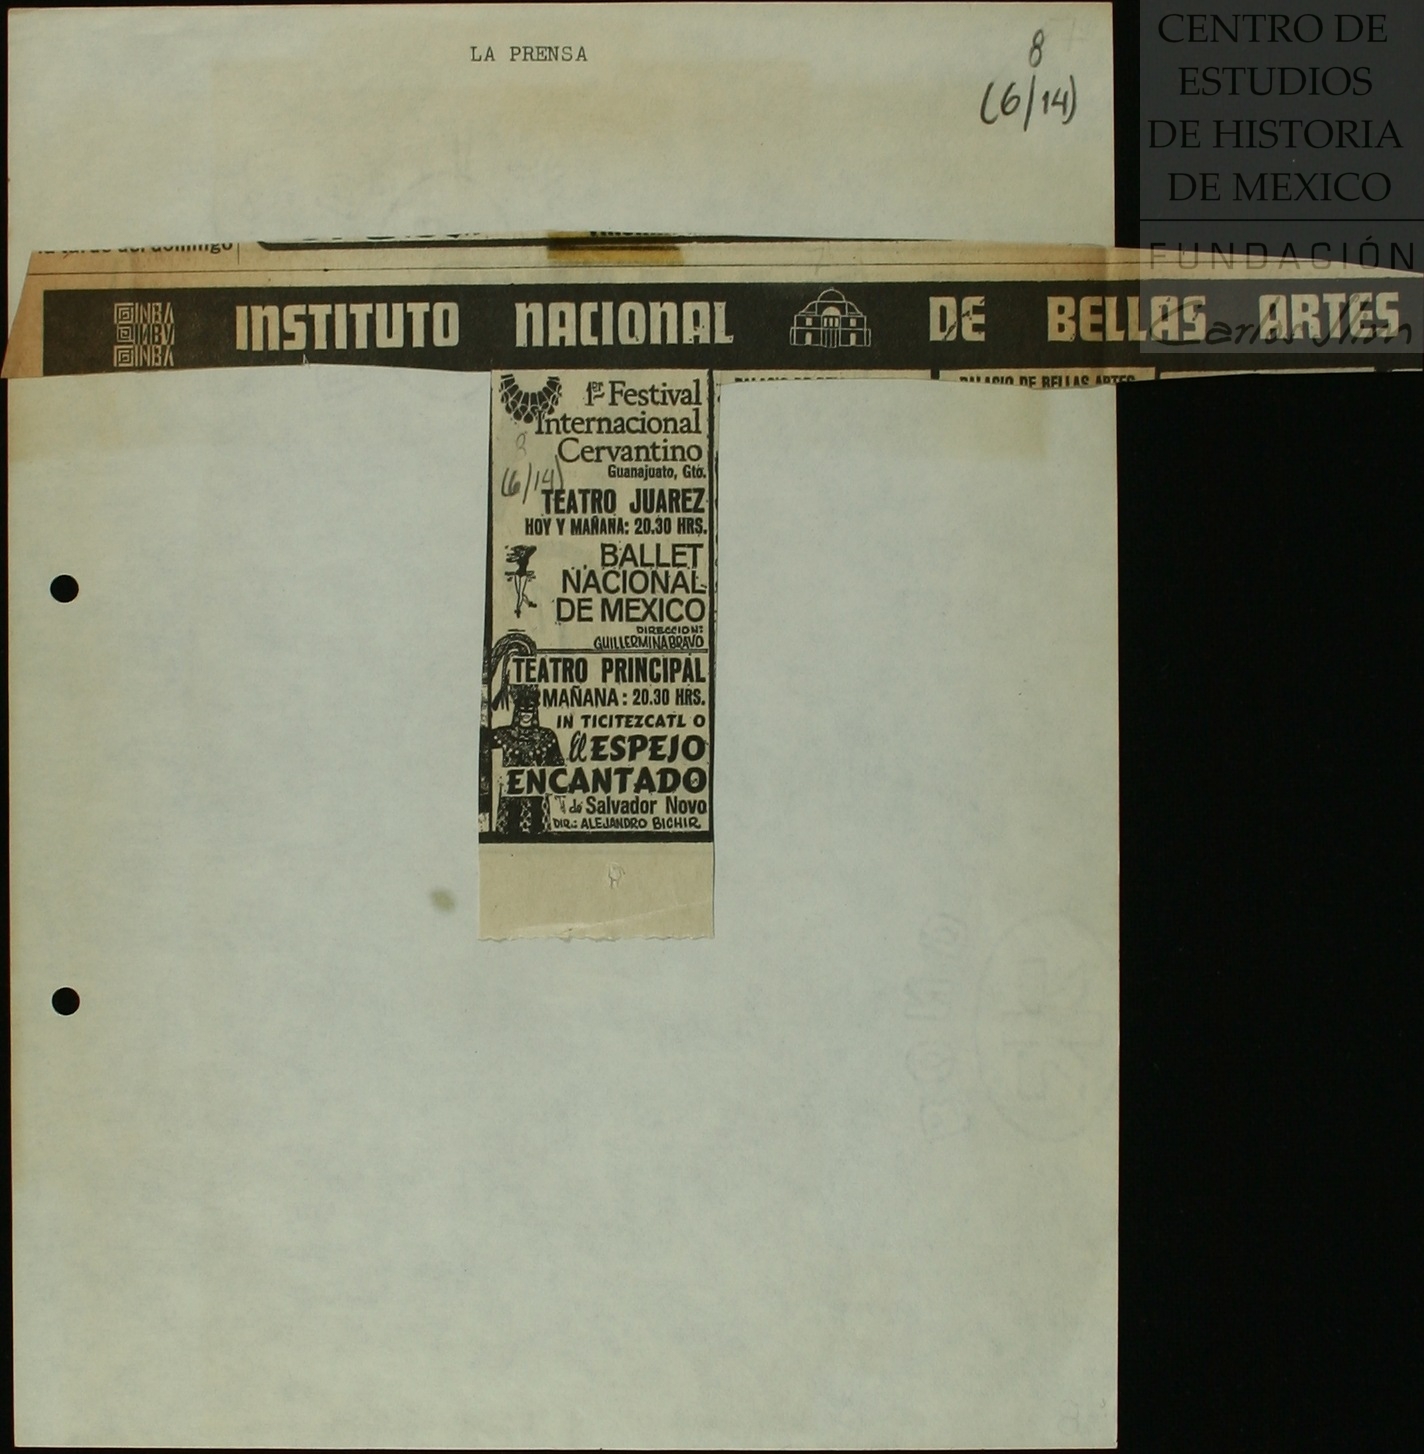 LA PRENSA
8
(6/14)
CENTRO DE
ESTUDIOS
DE HISTORIA
DE MEXICO
FUNDACIÓN
Carlos Slim
domingo
INBA
INBA
INBA
INSTITUTO NACIONAL DE BELLAS ARTES
PALACIO DE BELLAS ARTES
1er Festival
Internacional
Cervantino
Guanajuato, Gto.
8
(6/14)
TEATRO JUAREZ
HOY Y MAÑANA: 20.30 HRS.
BALLET
NACIONAL
DE MEXICO
DIRECCION:
GUILLERMINA BRAVO
TEATRO PRINCIPAL
MAÑANA: 20.30 HRS.
IN TICITEZCATL O
El ESPEJO
ENCANTADO
de Salvador Novo
DIR.: ALEJANDRO BICHIR